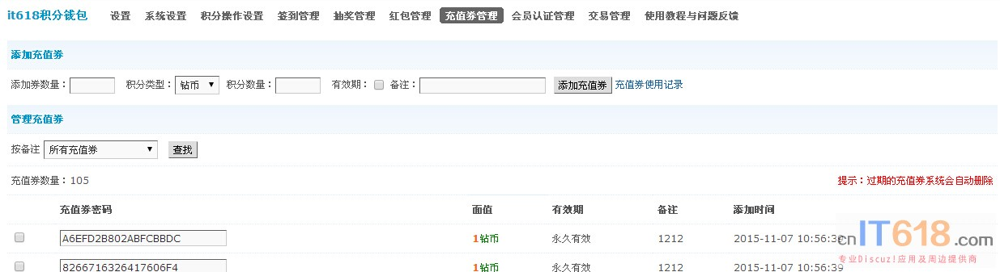 it618积分钱包 设置 系统设置 积分操作设置 签到管理 抽奖管理 红包管理 充值券管理 会员认证管理 交易管理 使用教程与问题反馈
添加充值券
添加券数量： 积分类型： 钻币 积分数量： 有效期： 备注： 添加充值券 充值券使用记录
管理充值券
按备注 所有充值券 查找
充值券数量：105 提示：过期的充值券系统会自动删除
充值券密码 面值 有效期 备注 添加时间
A6EFD2B802ABFCBBDC 1钻币 永久有效 1212 2015-11-07 10:56:39
8266716326417606F4 1钻币 永久有效 1212 2015-11-07 10:56:39
cnIT618.com
专业Discuz!应用及周边提供商